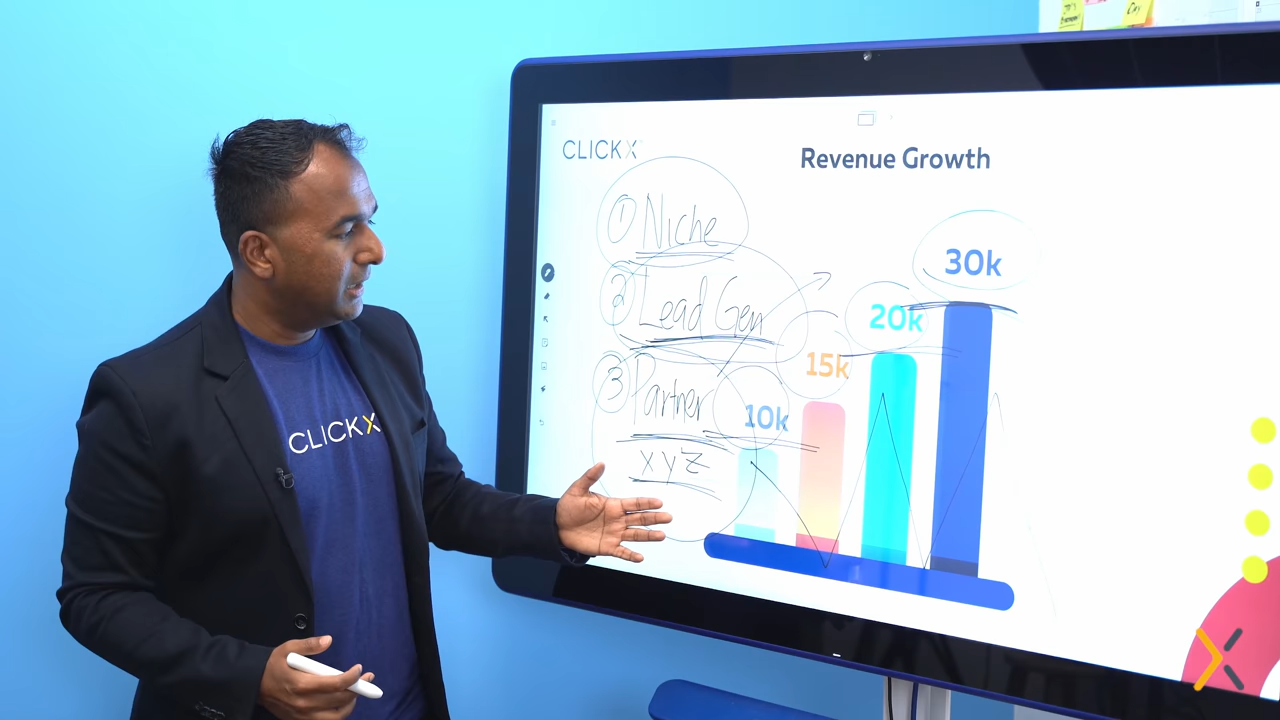 CLICKX
Revenue Growth
① Niche
② Lead Gen
③ Partner
xyz
10k
15k
20k
30k
CLICKX